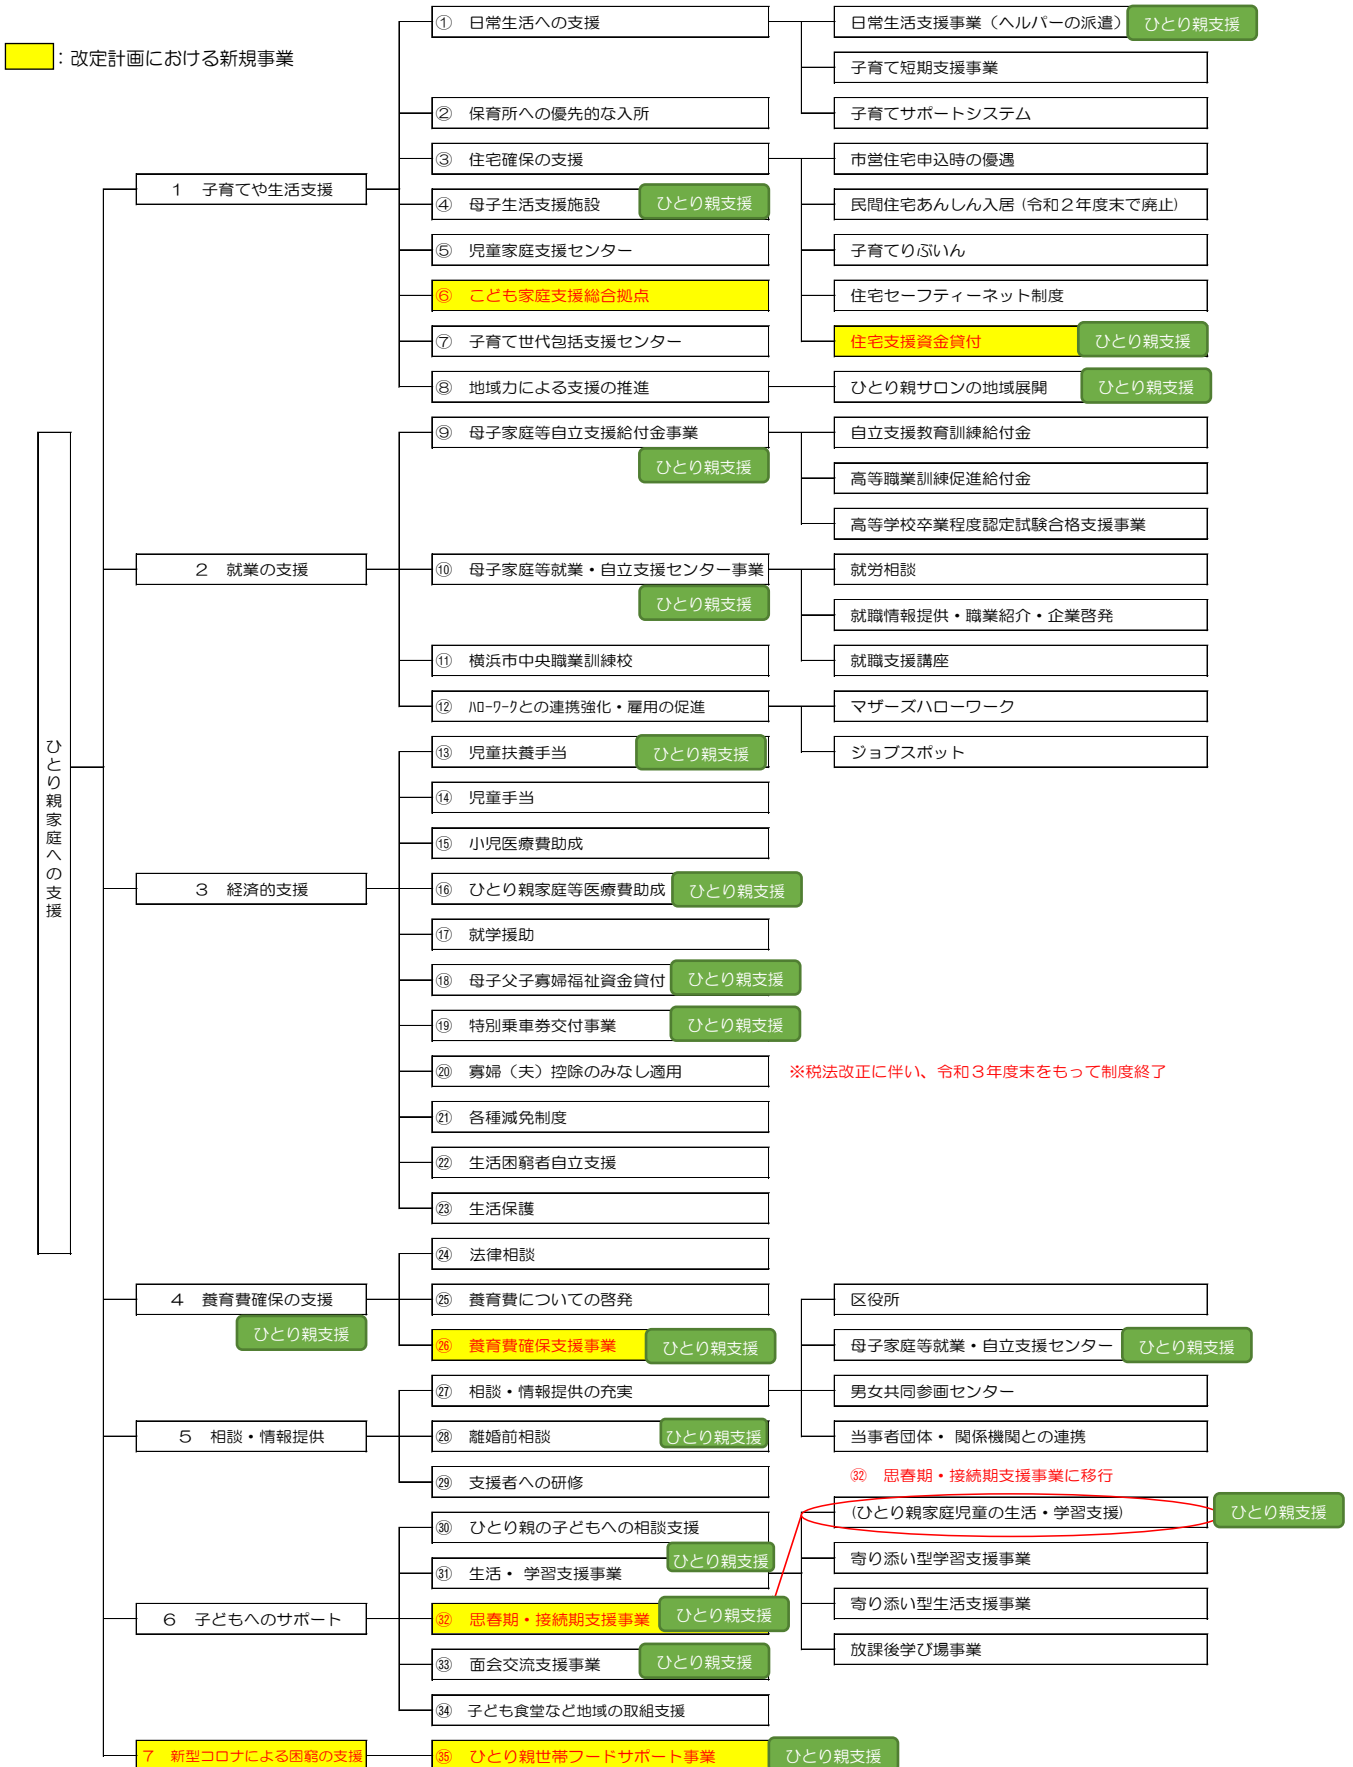 ：改定計画における新規事業
ひとり親家庭への支援
１　子育てや生活支援
①　日常生活への支援
日常生活支援事業（ヘルパーの派遣）
ひとり親支援
子育て短期支援事業
子育てサポートシステム
②　保育所への優先的な入所
③　住宅確保の支援
市営住宅申込時の優遇
民間住宅あんしん入居（令和２年度末で廃止）
子育てりぶいん
住宅セーフティーネット制度
住宅支援資金貸付
ひとり親支援
④　母子生活支援施設
ひとり親支援
⑤　児童家庭支援センター
⑥　こども家庭支援総合拠点
⑦　子育て世代包括支援センター
⑧　地域力による支援の推進
ひとり親サロンの地域展開
ひとり親支援
２　就業の支援
⑨　母子家庭等自立支援給付金事業
ひとり親支援
自立支援教育訓練給付金
高等職業訓練促進給付金
高等学校卒業程度認定試験合格支援事業
⑩　母子家庭等就業・自立支援センター事業
ひとり親支援
就労相談
就職情報提供・職業紹介・企業啓発
就職支援講座
⑪　横浜市中央職業訓練校
⑫　ﾊﾛｰﾜｰｸとの連携強化・雇用の促進
マザーズハローワーク
ジョブスポット
３　経済的支援
⑬　児童扶養手当
ひとり親支援
⑭　児童手当
⑮　小児医療費助成
⑯　ひとり親家庭等医療費助成
ひとり親支援
⑰　就学援助
⑱　母子父子寡婦福祉資金貸付
ひとり親支援
⑲　特別乗車券交付事業
ひとり親支援
⑳　寡婦（夫）控除のみなし適用
※税法改正に伴い、令和３年度末をもって制度終了
㉑　各種減免制度
㉒　生活困窮者自立支援
㉓　生活保護
４　養育費確保の支援
ひとり親支援
㉔　法律相談
㉕　養育費についての啓発
㉖　養育費確保支援事業
ひとり親支援
５　相談・情報提供
㉗　相談・情報提供の充実
区役所
母子家庭等就業・自立支援センター
ひとり親支援
男女共同参画センター
当事者団体・ 関係機関との連携
㉘　離婚前相談
ひとり親支援
㉙　支援者への研修
６　子どもへのサポート
㉚　ひとり親の子どもへの相談支援
㉛　生活・ 学習支援事業
ひとり親支援
㉜　思春期・接続期支援事業に移行
(ひとり親家庭児童の生活・学習支援)
ひとり親支援
寄り添い型学習支援事業
寄り添い型生活支援事業
放課後学び場事業
㉜　思春期・接続期支援事業
ひとり親支援
㉝　面会交流支援事業
ひとり親支援
㉞　子ども食堂など地域の取組支援
７　新型コロナによる困窮の支援
㉟　ひとり親世帯フードサポート事業
ひとり親支援